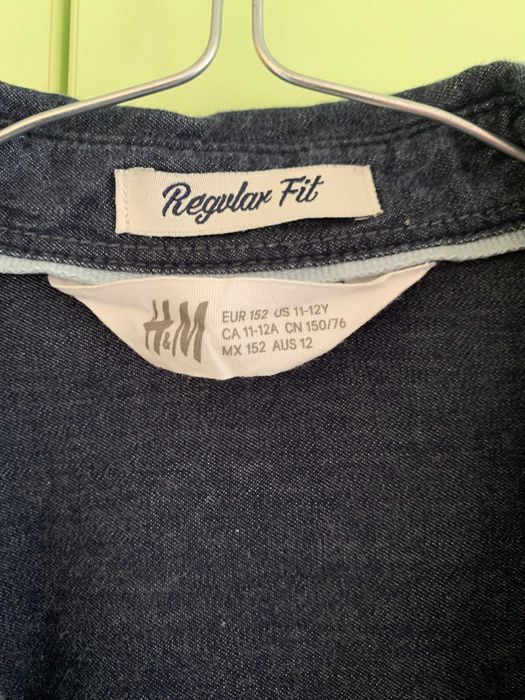 Regular Fit
H&M
EUR 152 US 11-12Y
CA 11-12A CN 150/76
MX 152 AUS 12